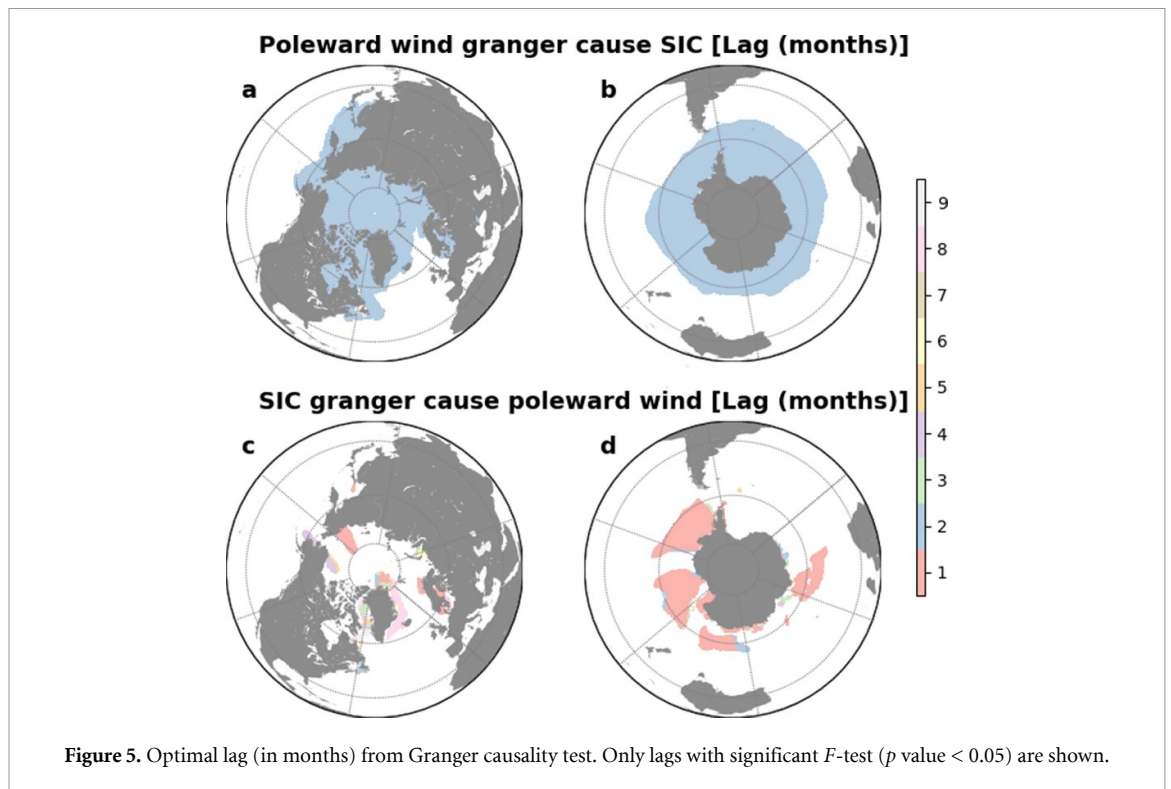 Poleward wind granger cause SIC [Lag (months)]
a
b
SIC granger cause poleward wind [Lag (months)]
c
d
9
8
7
6
5
4
3
2
1
Figure 5. Optimal lag (in months) from Granger causality test. Only lags with significant F-test (p value < 0.05) are shown.